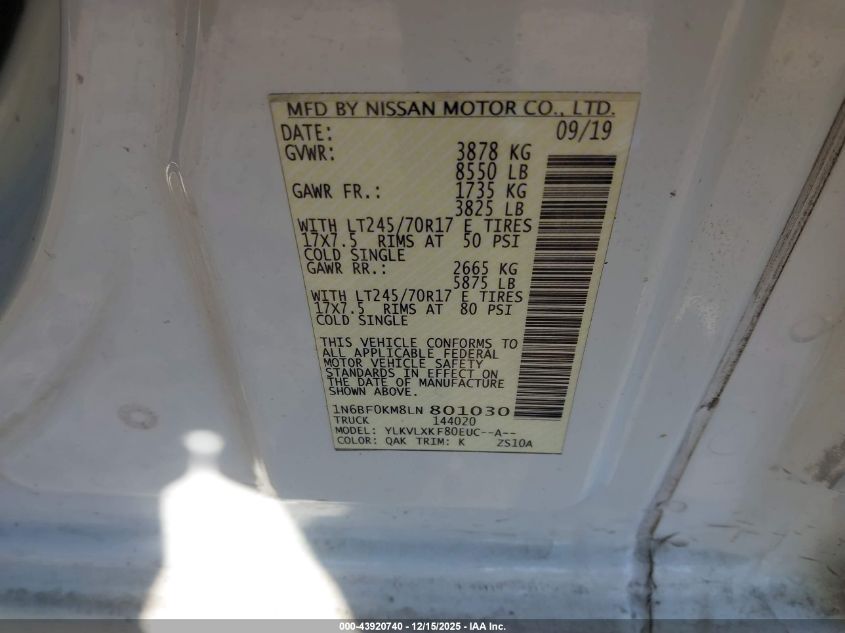 MFD BY NISSAN MOTOR CO., LTD.
DATE: 09/19
GVWR: 3878 KG
8550 LB
GAWR FR.: 1735 KG
3825 LB
WITH LT245/70R17 E TIRES
17X7.5 RIMS AT 50 PSI
COLD SINGLE
GAWR RR.: 2665 KG
5875 LB
WITH LT245/70R17 E TIRES
17X7.5 RIMS AT 80 PSI
COLD SINGLE
THIS VEHICLE CONFORMS TO
ALL APPLICABLE FEDERAL
MOTOR VEHICLE SAFETY
STANDARDS IN EFFECT ON
THE DATE OF MANUFACTURE
SHOWN ABOVE.
1N6BF0KM8LN 801030
TRUCK 144020
MODEL: YLKVLXKF80EUC--A--
COLOR: QAK TRIM: K ZS10A
000-43920740 - 12/15/2025 - IAA Inc.